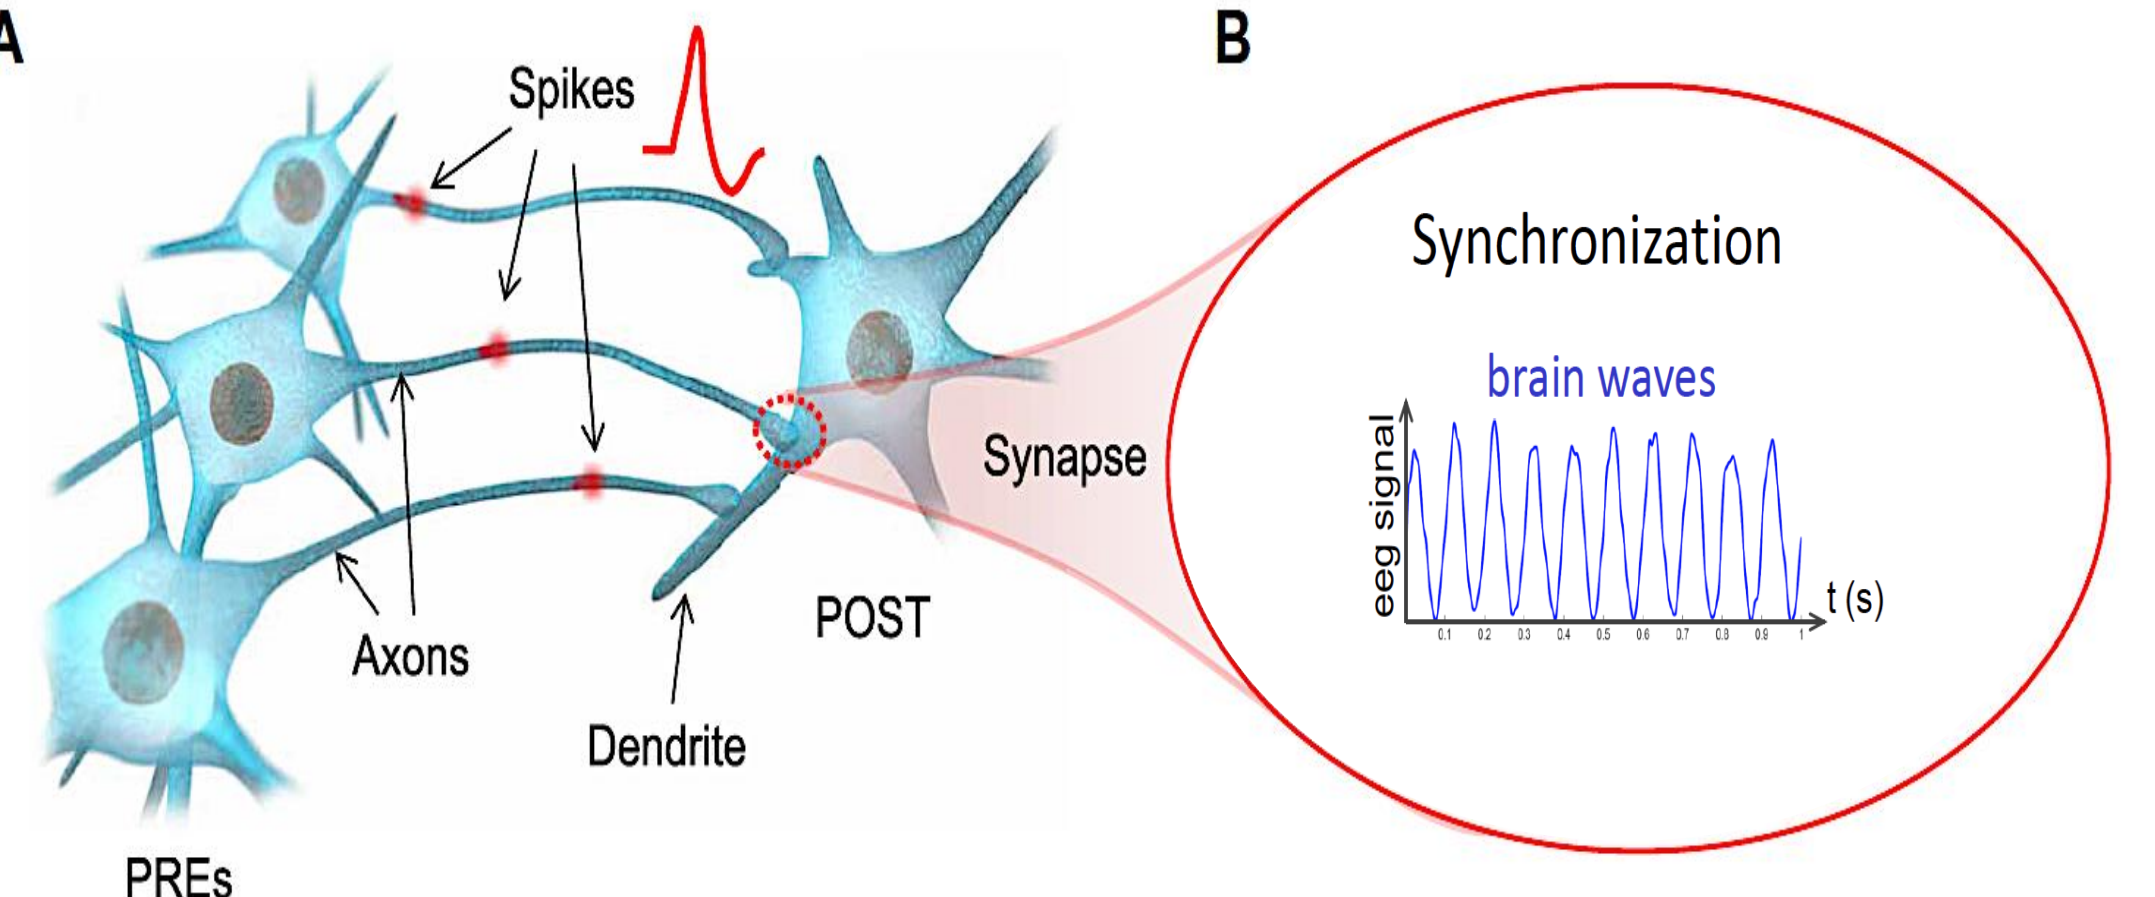 A
B
Spikes
Synapse
Axons
POST
Dendrite
PREs
Synchronization
brain waves
eeg signal
0.1 0.2 0.3 0.4 0.5 0.6 0.7 0.8 0.9 1
t (s)